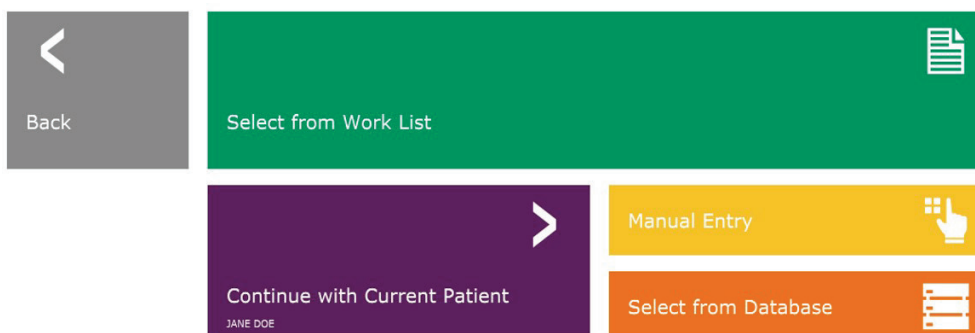 Back
Select from Work List
Continue with Current Patient
JANE DOE
Manual Entry
Select from Database